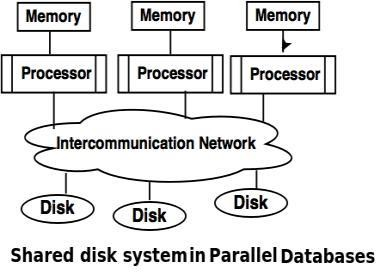 Memory Memory Memory
Processor Processor Processor
Intercommunication Network
Disk Disk Disk
Shared disk system in Parallel Databases